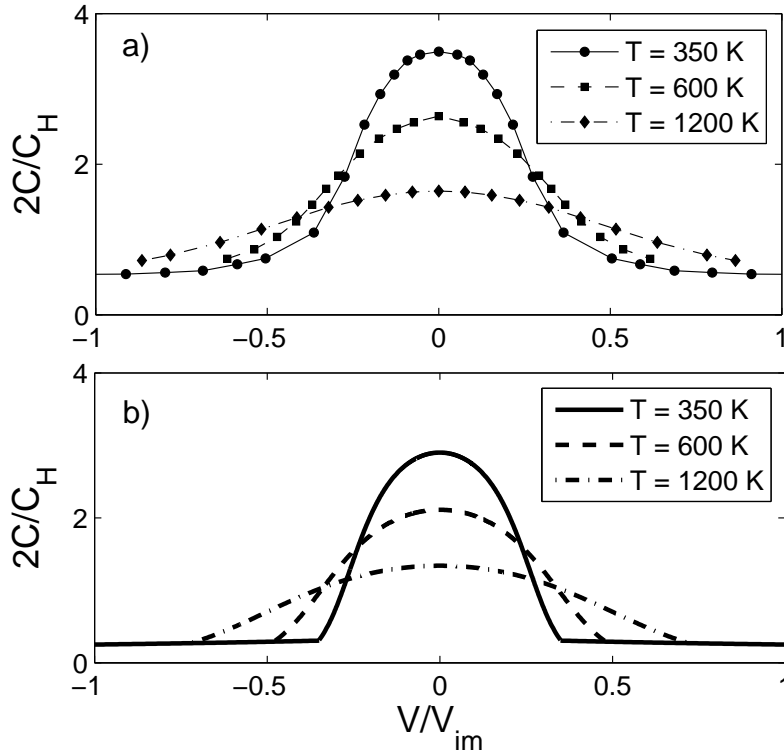 a)
T = 350 K
T = 600 K
T = 1200 K
2C/C_H
4
2
0
−1 −0.5 0 0.5 1
b)
T = 350 K
T = 600 K
T = 1200 K
2C/C_H
4
2
0
−1 −0.5 0 0.5 1
V/V_im